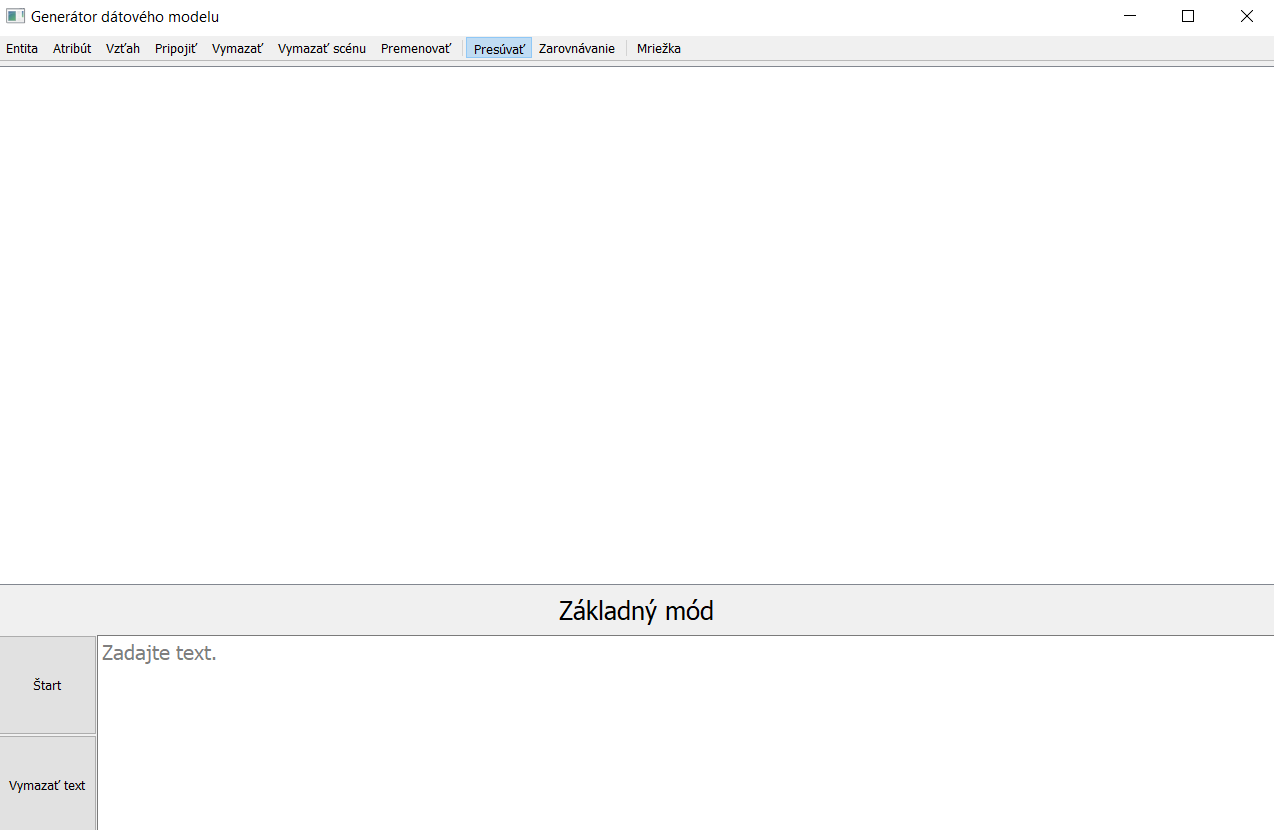 Generátor dátového modelu
Entita Atribút Vzťah Pripojiť Vymazať Vymazať scénu Premenovať Presúvať Zarovnávanie Mriežka
Základný mód
Zadajte text.
Štart
Vymazať text